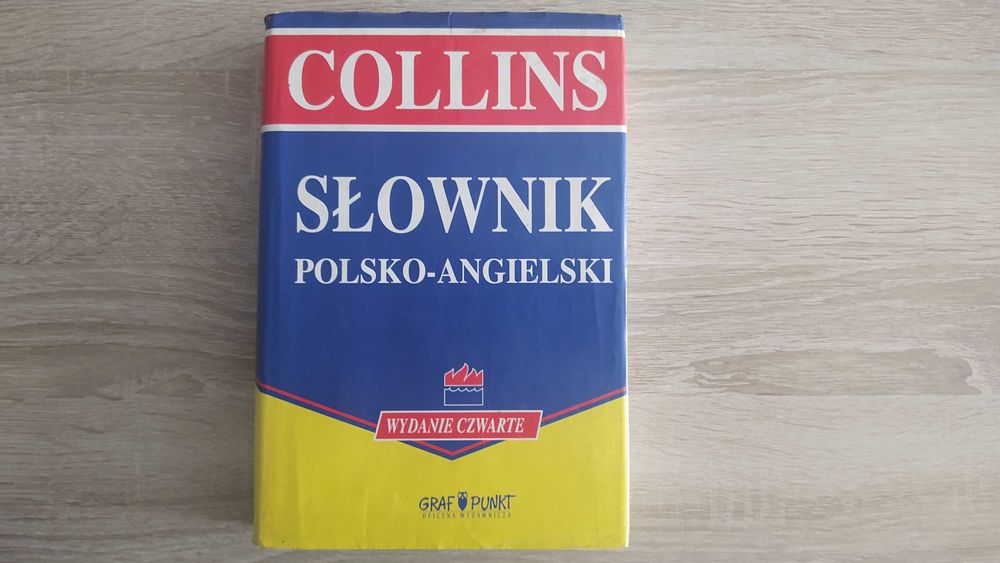 COLLINS
SŁOWNIK
POLSKO-ANGIELSKI
WYDANIE CZWARTE
GRAF PUNKT
OFICYNA WYDAWNICZA